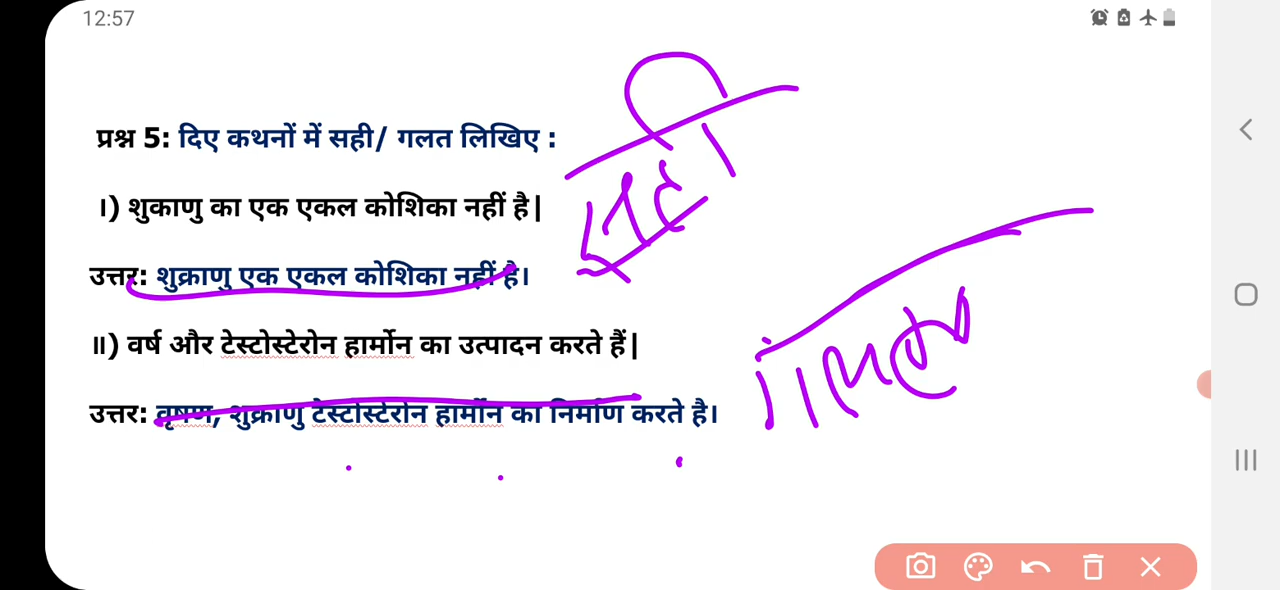 12:57
प्रश्न 5: दिए कथनों में सही/ गलत लिखिए :
सही
I) शुकाणु का एक एकल कोशिका नहीं है|
उत्तर: शुक्राणु एक एकल कोशिका नहीं है।
II) वर्ष और टेस्टोस्टेरोन हार्मोन का उत्पादन करते हैं|
गलत
उत्तर: वृषण, शुक्राणु टेस्टोस्टेरोन हार्मोन का निर्माण करते है।